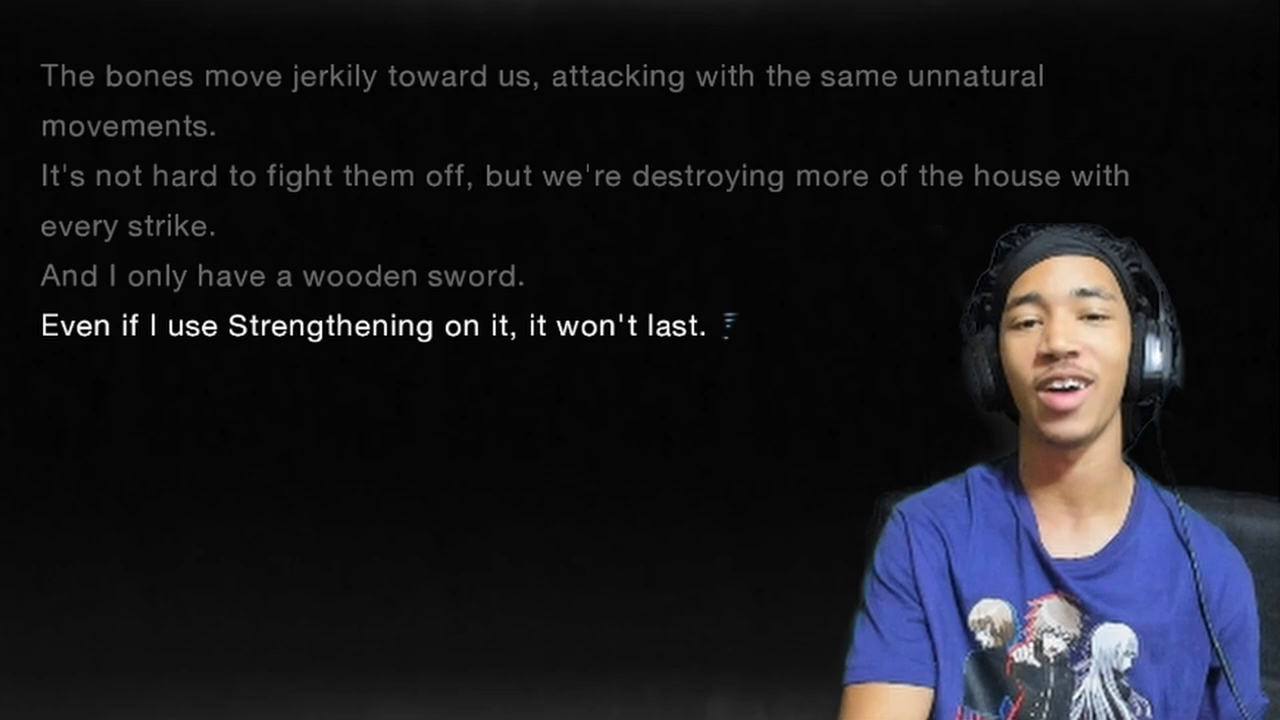 The bones move jerkily toward us, attacking with the same unnatural
movements.
It's not hard to fight them off, but we're destroying more of the house with
every strike.
And I only have a wooden sword.
Even if I use Strengthening on it, it won't last.